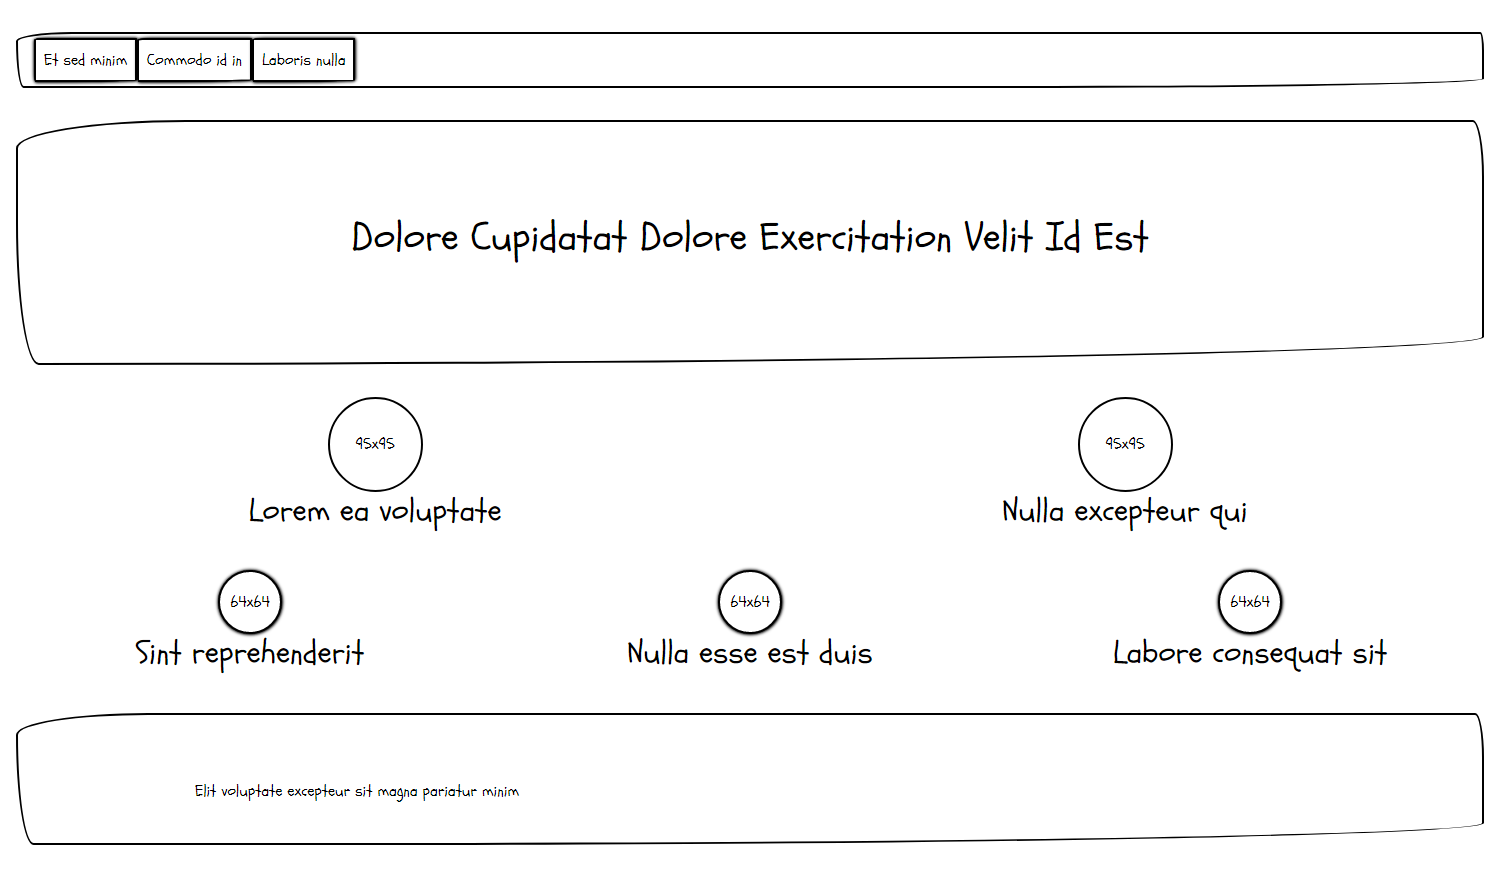 Et sed minim Commodo id in Laboris nulla
Dolore Cupidatat Dolore Exercitation Velit Id Est
95x95 95x95
Lorem ea voluptate Nulla excepteur qui
64x64 64x64 64x64
Sint reprehenderit Nulla esse est duis Labore consequat sit
Elit voluptate excepteur sit magna pariatur minim